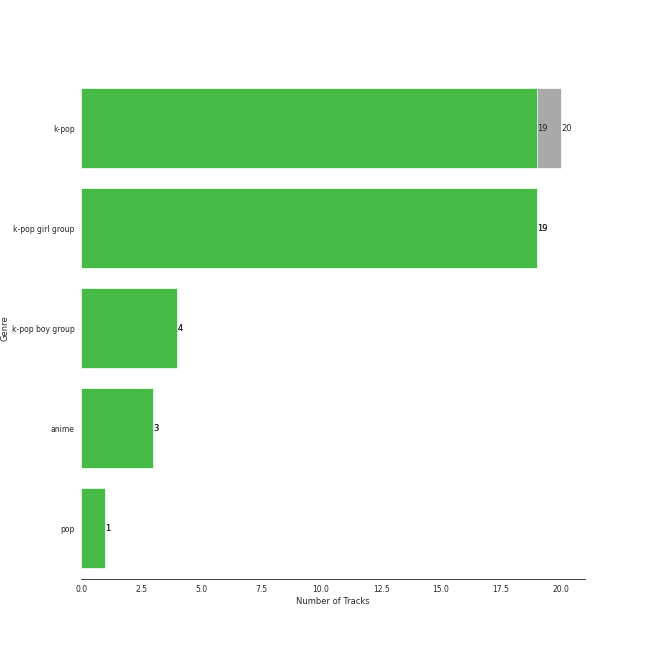 k-pop
19
20
k-pop girl group
19
k-pop boy group
4
Genre
anime
3
pop
1
0.0 2.5 5.0 7.5 10.0 12.5 15.0 17.5 20.0
Number of Tracks